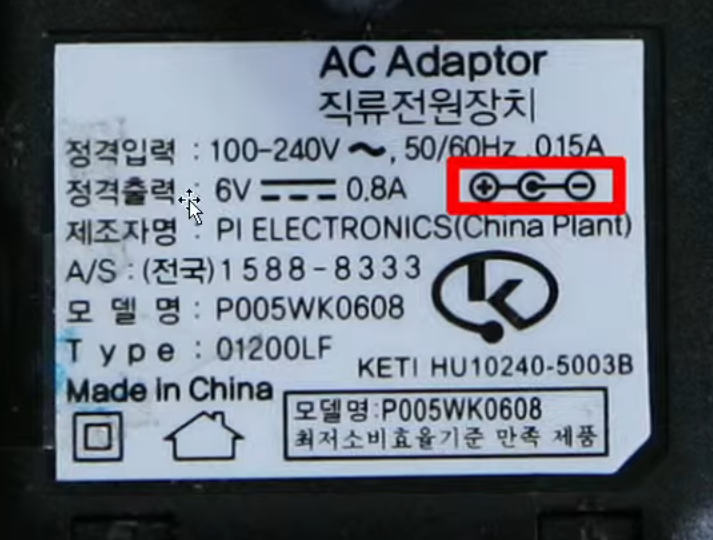 AC Adaptor
직류전원장치
정격입력 : 100-240V ~, 50/60Hz, 0.15A
정격출력 : 6V 0.8A
제조자명 : PI ELECTRONICS(China Plant)
A/S : (전국)1588-8333
모 델 명 : P005WK0608
Type : 01200LF
KETI HU10240-5003B
Made in China
모델명:P005WK0608
최저소비효율기준 만족 제품